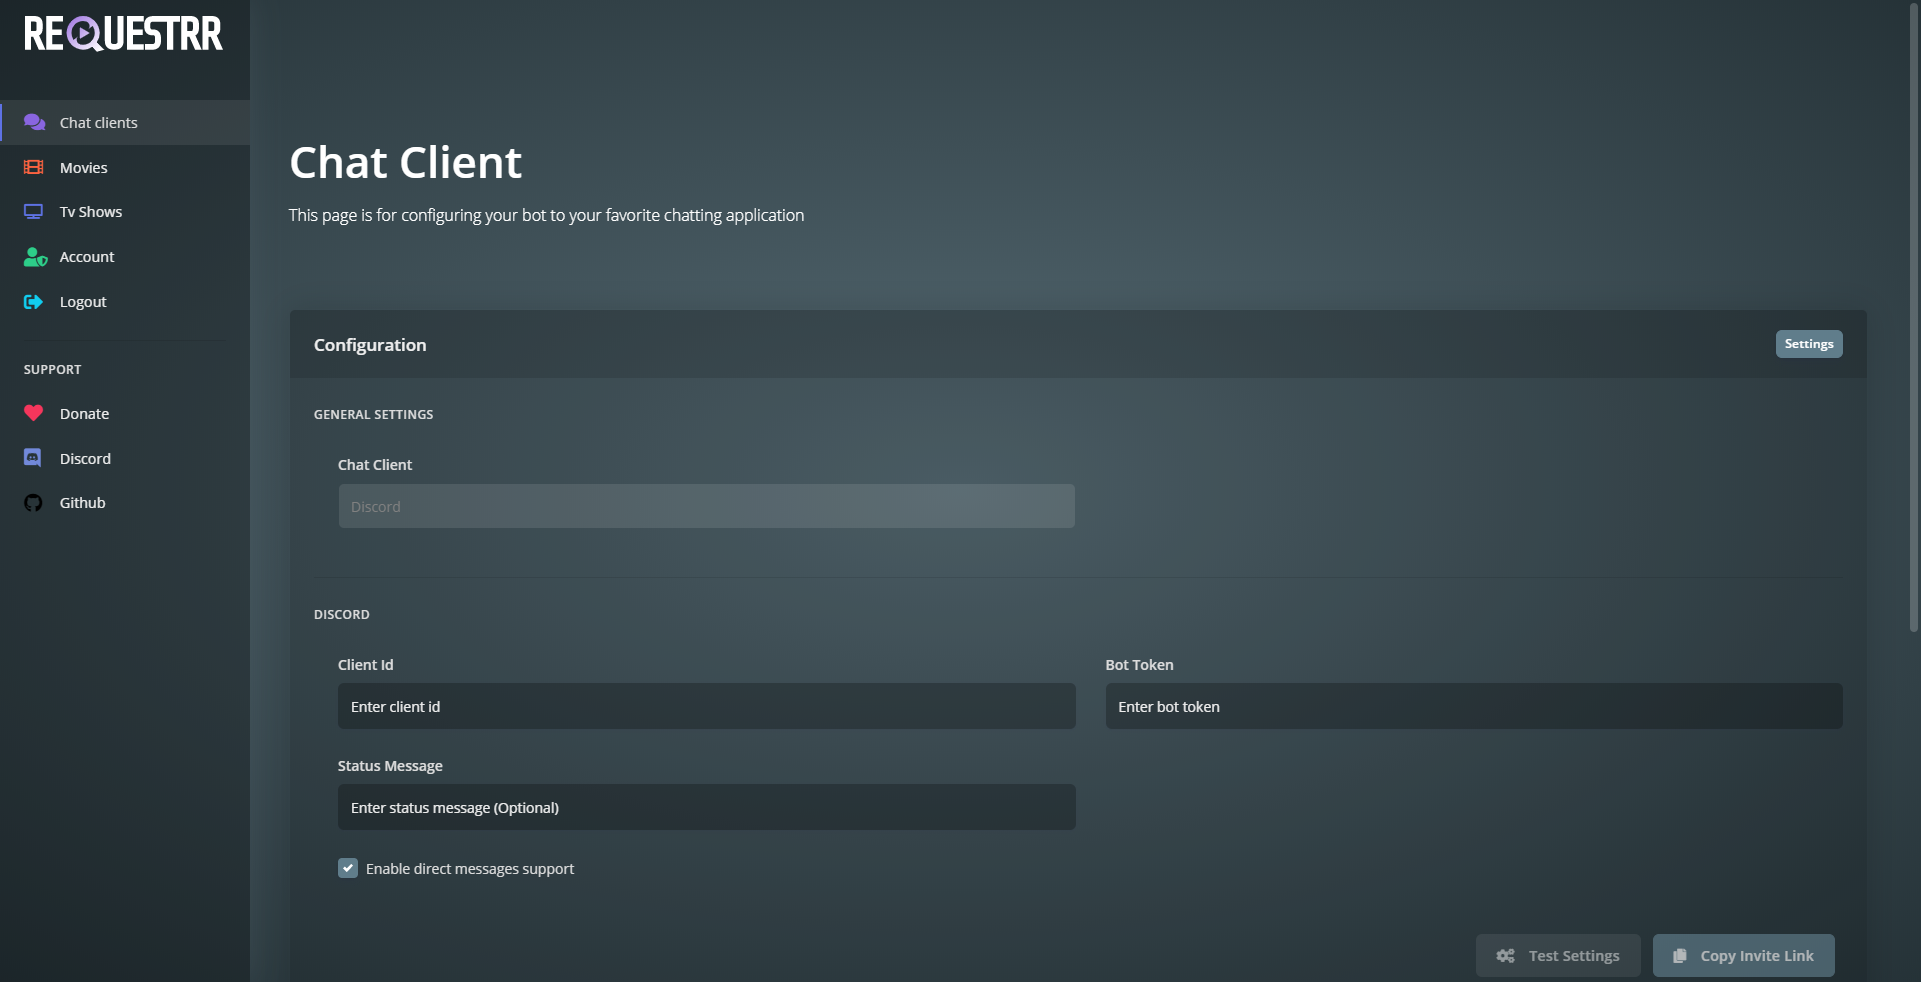 REQUESTRR
Chat clients
Movies
Tv Shows
Account
Logout
SUPPORT
Donate
Discord
Github
Chat Client
This page is for configuring your bot to your favorite chatting application
Configuration
Settings
GENERAL SETTINGS
Chat Client
Discord
DISCORD
Client Id
Bot Token
Enter client id
Enter bot token
Status Message
Enter status message (Optional)
Enable direct messages support
Test Settings
Copy Invite Link